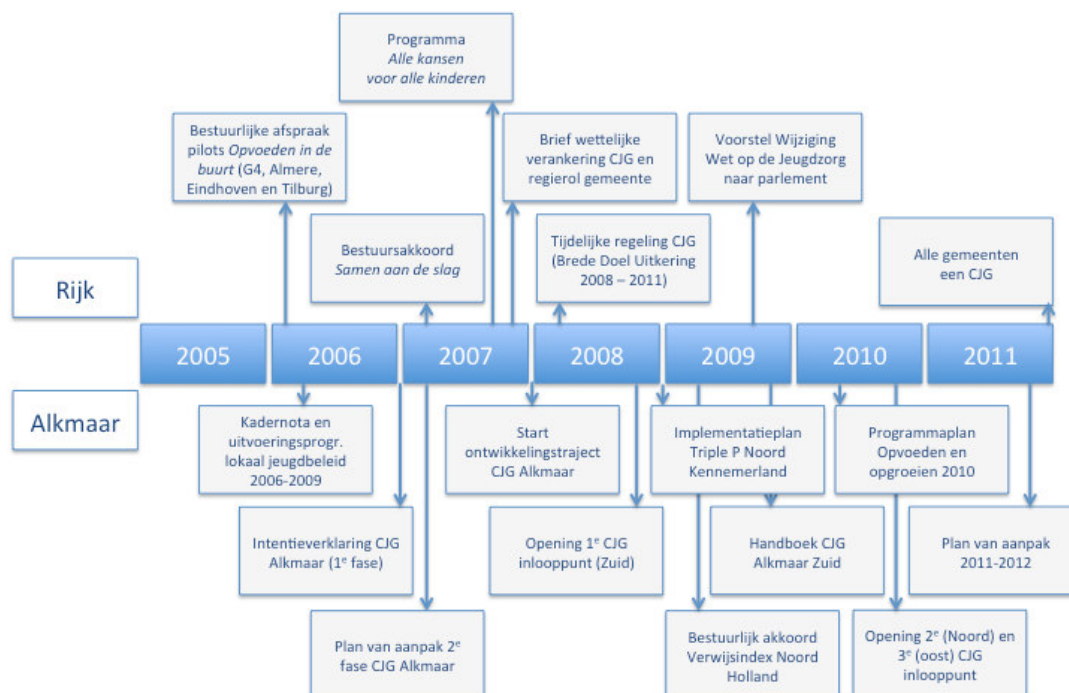 Programma
Alle kansen
voor alle kinderen
Bestuurlijke afspraak
pilots Opvoeden in de
buurt (G4, Almere,
Eindhoven en Tilburg)
Brief wettelijke
verankering CJG en
regierol gemeente
Voorstel Wijziging
Wet op de Jeugdzorg
naar parlement
Bestuursakkoord
Samen aan de slag
Tijdelijke regeling CJG
(Brede Doel Uitkering
2008 – 2011)
Alle gemeenten
een CJG
Rijk
2005
2006
2007
2008
2009
2010
2011
Alkmaar
Kadernota en
uitvoeringsprogr.
lokaal jeugdbeleid
2006-2009
Start
ontwikkelingstraject
CJG Alkmaar
Implementatieplan
Triple P Noord
Kennemerland
Programmaplan
Opvoeden en
opgroeien 2010
Intentieverklaring CJG
Alkmaar (1e fase)
Opening 1e CJG
inlooppunt (Zuid)
Handboek CJG
Alkmaar Zuid
Plan van aanpak
2011-2012
Plan van aanpak 2e
fase CJG Alkmaar
Bestuurlijk akkoord
Verwijsindex Noord
Holland
Opening 2e (Noord) en
3e (oost) CJG
inlooppunt